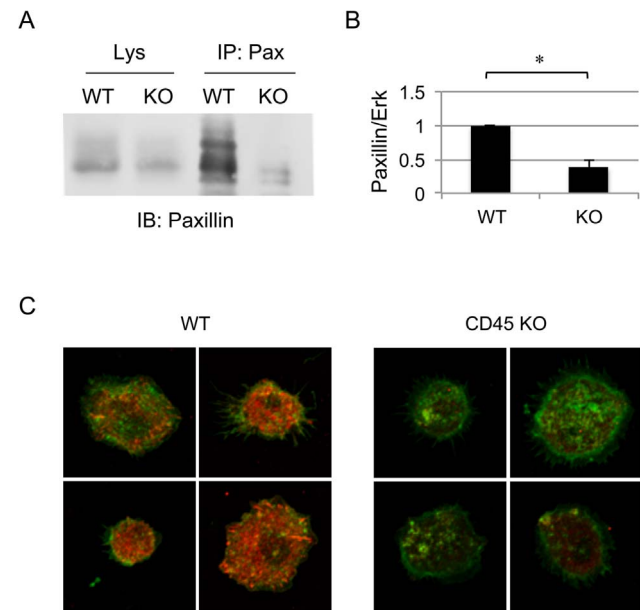 A
Lys
IP: Pax
WT
KO
WT
KO
IB: Paxillin
B
*
Paxillin/Erk
1.5
1
0.5
0
WT
KO
C
WT
CD45 KO